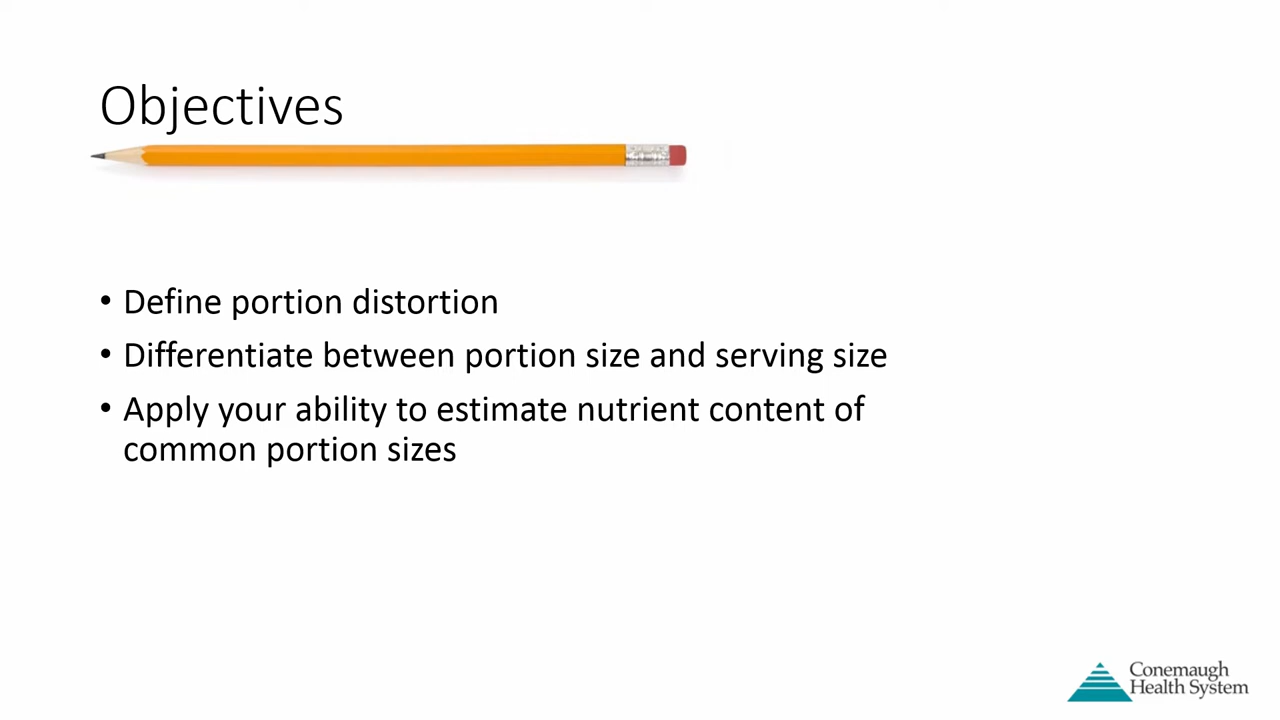 Objectives
• Define portion distortion
• Differentiate between portion size and serving size
• Apply your ability to estimate nutrient content of
common portion sizes
Conemaugh
Health System